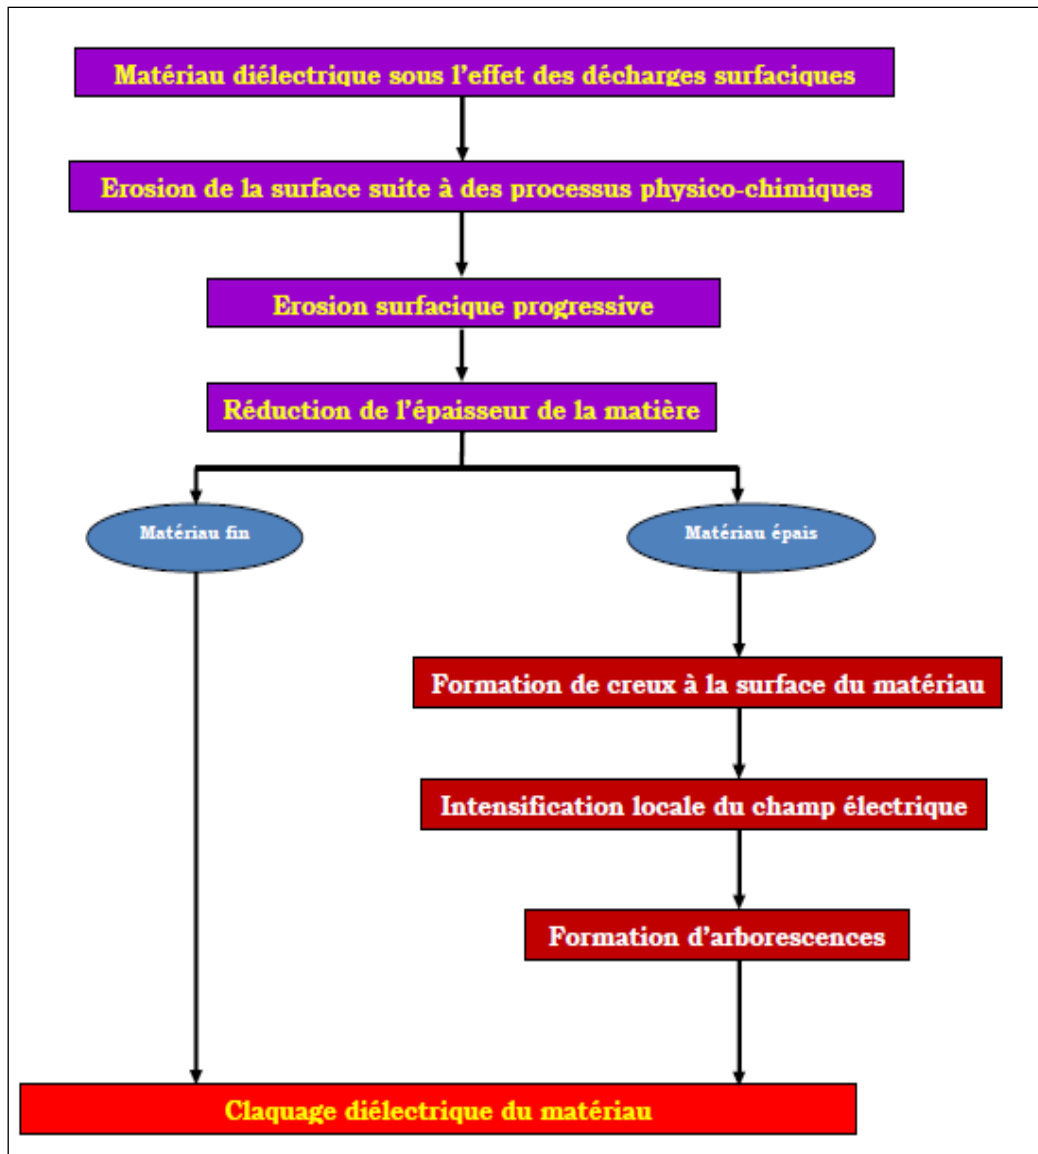 Matériau diélectrique sous l'effet des décharges surfaciques
Erosion de la surface suite à des processus physico-chimiques
Erosion surfacique progressive
Réduction de l'épaisseur de la matière
Matériau fin
Matériau épais
Formation de creux à la surface du matériau
Intensification locale du champ électrique
Formation d'arborescences
Claquage diélectrique du matériau